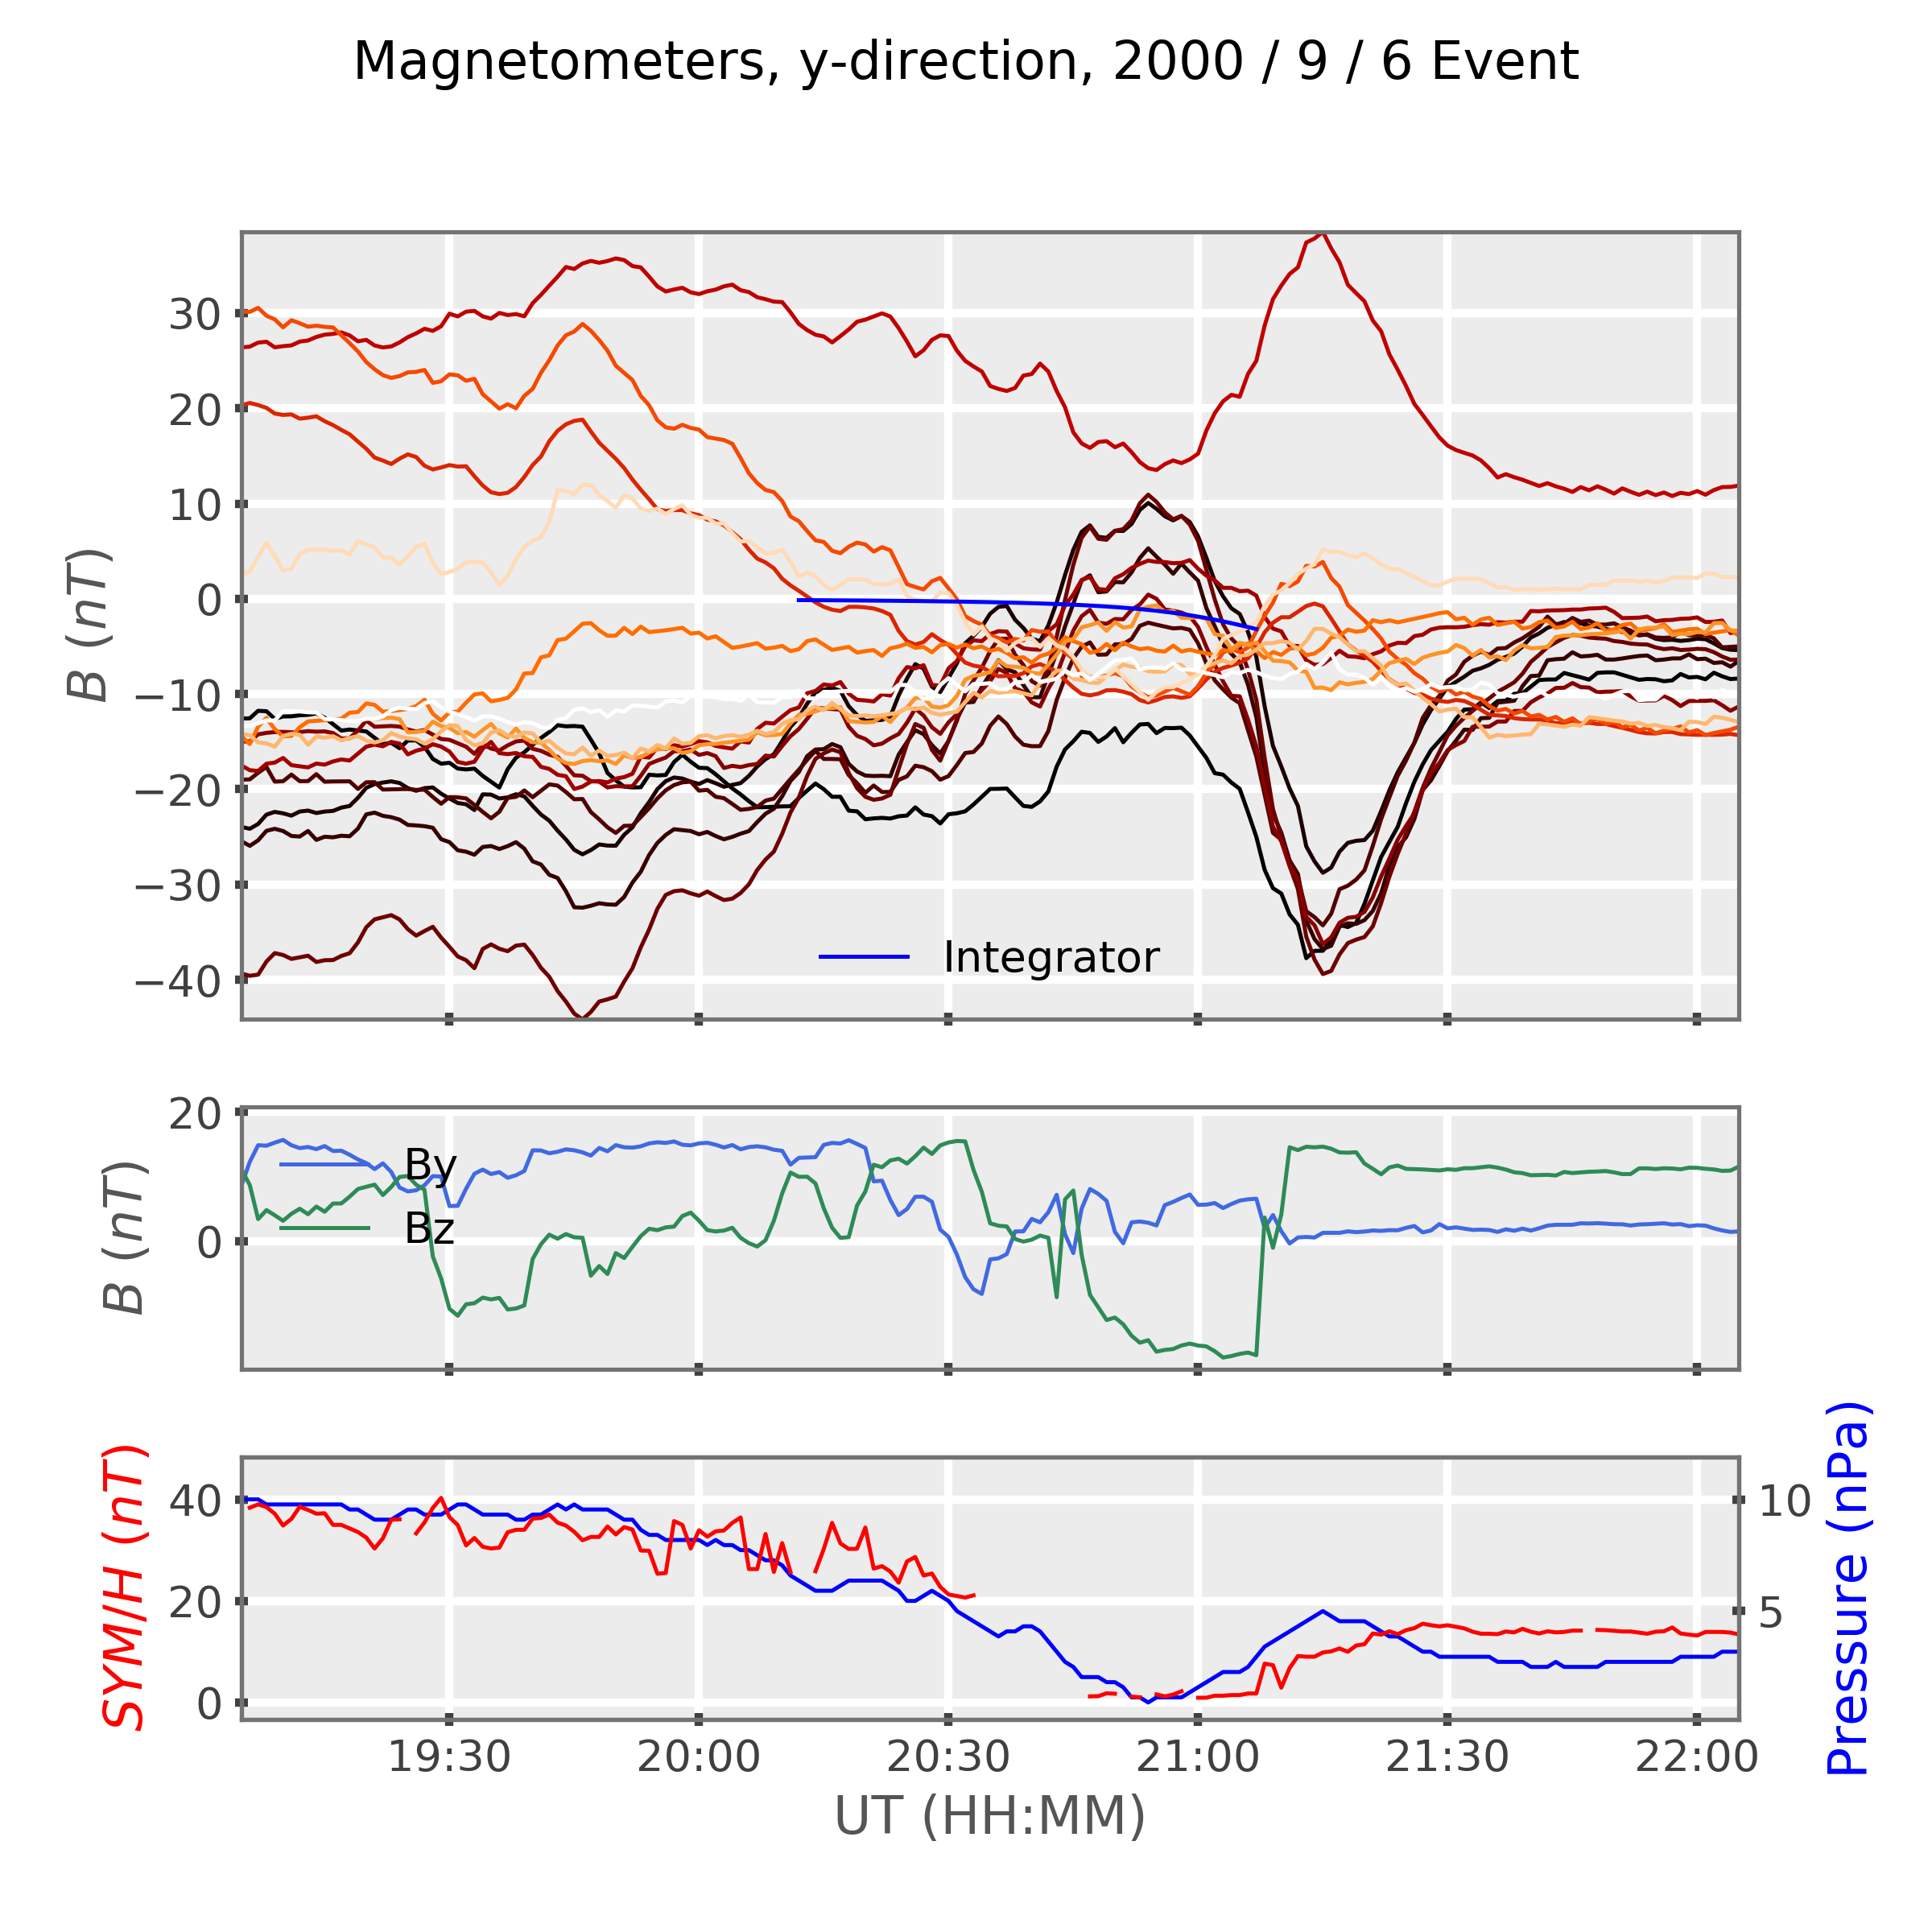 Magnetometers, y-direction, 2000 / 9 / 6 Event
B (nT)
30
20
10
0
−10
−20
−30
−40
Integrator
B (nT)
20
0
By
Bz
SYM/H (nT)
40
20
0
10
5
Pressure (nPa)
19:30 20:00 20:30 21:00 21:30 22:00
UT (HH:MM)